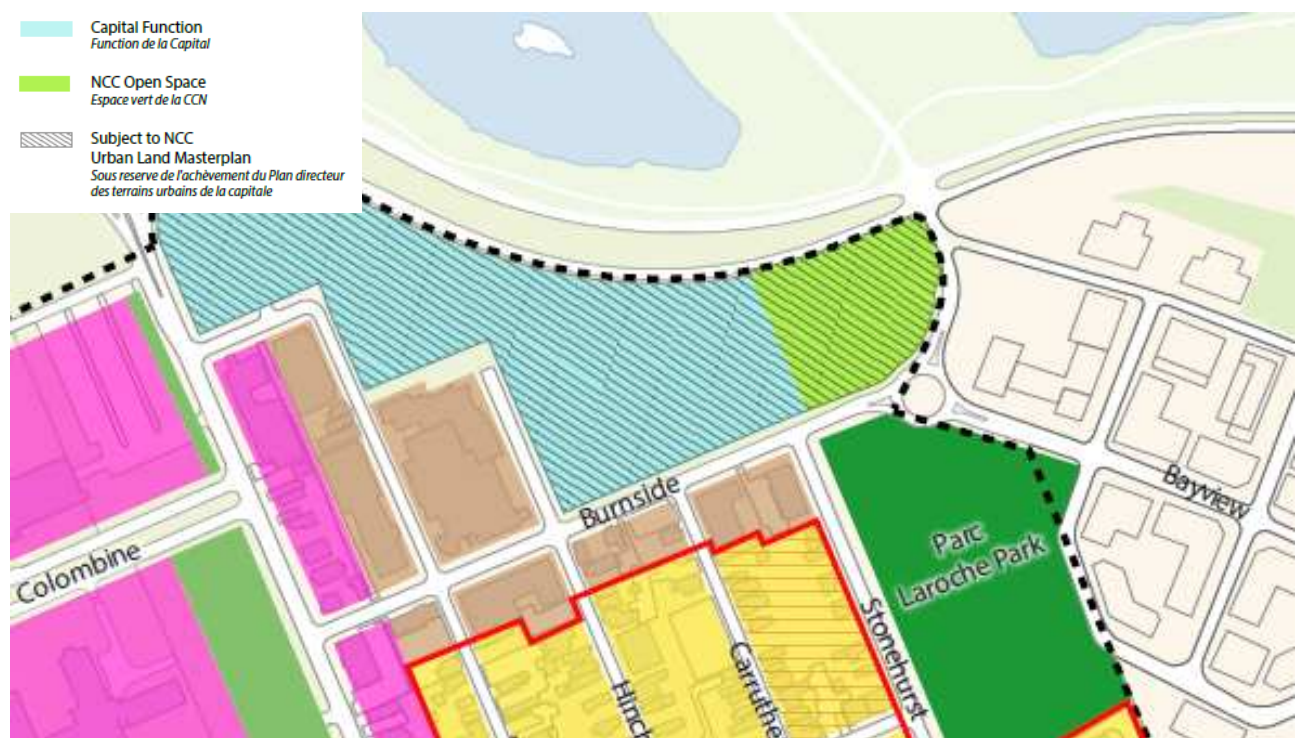 Capital Function
Function de la Capital
NCC Open Space
Espace vert de la CCN
Subject to NCC
Urban Land Masterplan
Sous reserve de l'achèvement du Plan directeur
des terrains urbains de la capitale
Burnside
Bayview
Colombine
Parc
Laroche Park
Stonehurst
Carruthe
Hinch